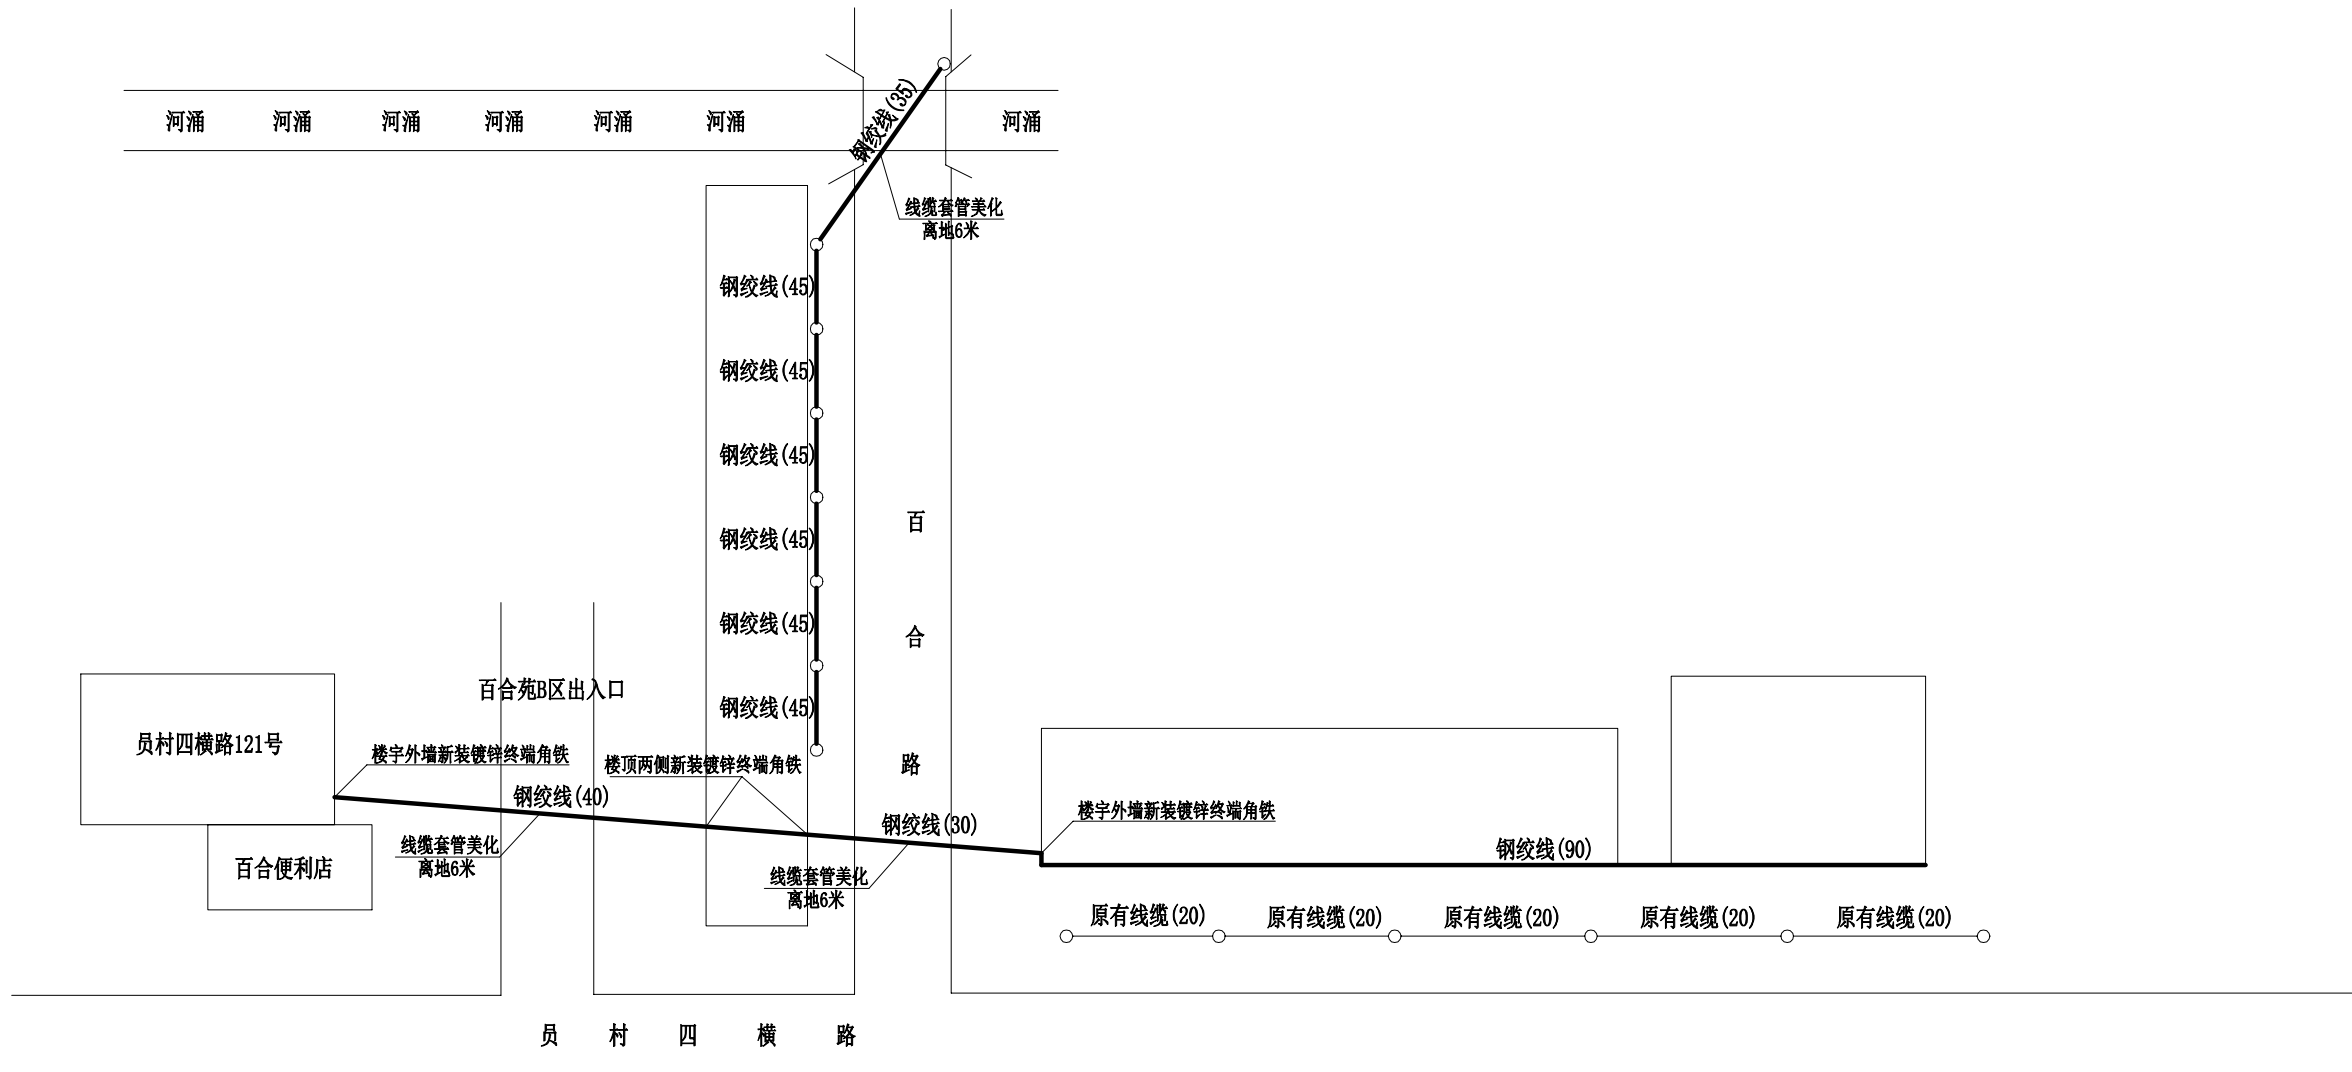 河涌 河涌 河涌 河涌 河涌 河涌 河涌
钢绞线(35)
线缆套管美化
离地6米
钢绞线(45)
钢绞线(45)
钢绞线(45)
钢绞线(45)
钢绞线(45)
钢绞线(45)
百
合
路
百合苑B区出入口
员村四横路121号
楼宇外墙新装镀锌终端角铁
楼顶两侧新装镀锌终端角铁
钢绞线(40)
线缆套管美化
离地6米
百合便利店
钢绞线(30)
线缆套管美化
离地6米
楼宇外墙新装镀锌终端角铁
钢绞线(90)
原有线缆(20) 原有线缆(20) 原有线缆(20) 原有线缆(20) 原有线缆(20)
员 村 四 横 路